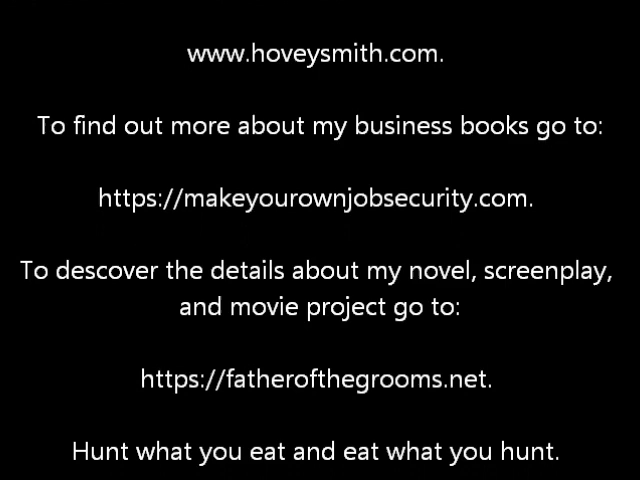 www.hoveysmith.com.
To find out more about my business books go to:
https://makeyourownjobsecurity.com.
To descover the details about my novel, screenplay,
and movie project go to:
https://fatherofthegrooms.net.
Hunt what you eat and eat what you hunt.